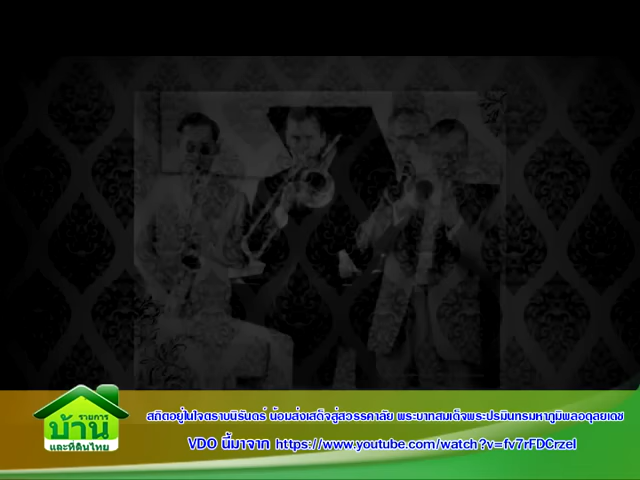 รายการ
บ้าน
และที่ดินไทย
สถิตอยู่ในใจตราบนิรันดร์ น้อมส่งเสด็จสู่สวรรคาลัย พระบาทสมเด็จพระปรมินทรมหาภูมิพลอดุลยเดช
VDO นี้มาจาก https://www.youtube.com/watch?v=fv7rFDCrzeI